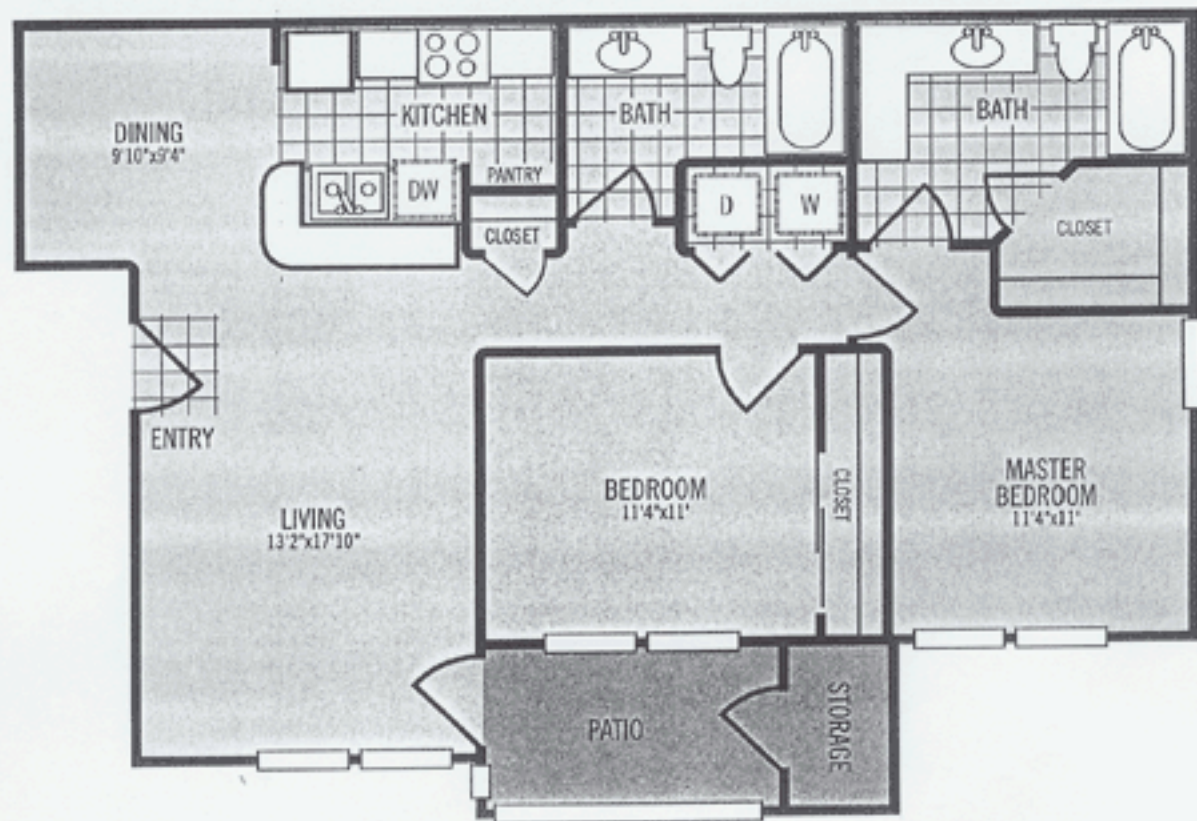 DINING
9'10"x9'4"
KITCHEN
PANTRY
DW
CLOSET
BATH
D
W
BATH
CLOSET
ENTRY
LIVING
13'2"x17'10"
BEDROOM
11'4"x11'
CLOSET
MASTER
BEDROOM
11'4"x11'
PATIO
STORAGE